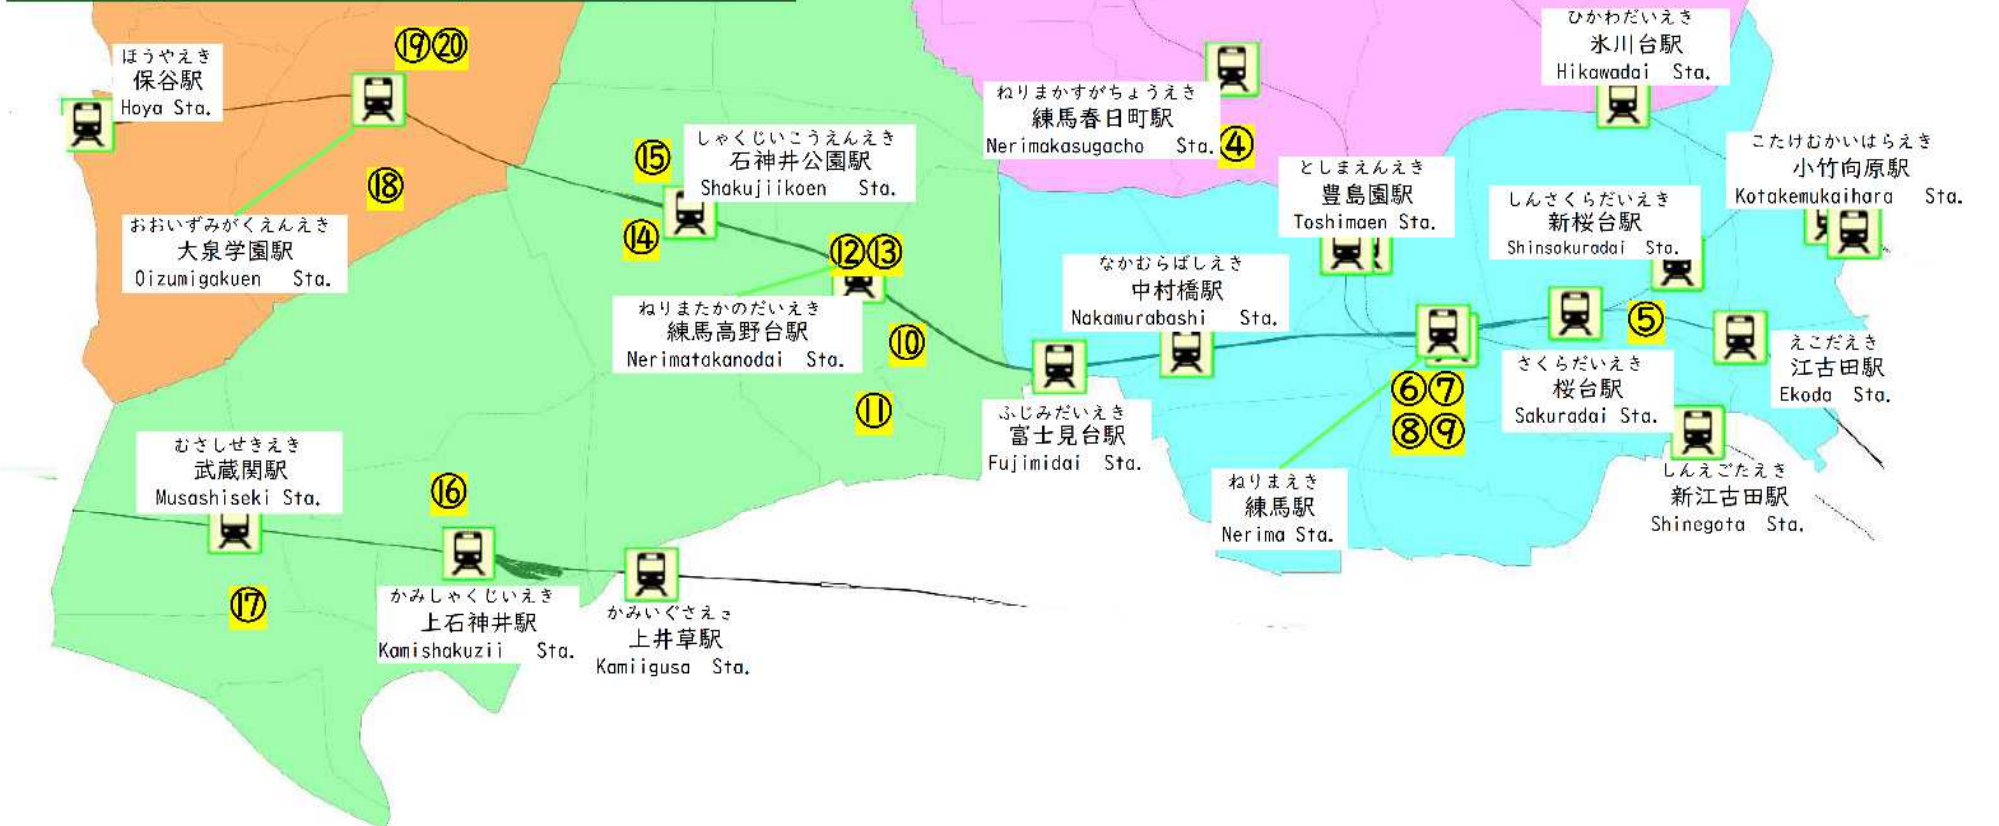 ⑲⑳
ほうやえき
保谷駅
Hoya Sta.
⑱
おおいずみがくえんえき
大泉学園駅
Oizumigakuen Sta.
⑮
しゃくじいこうえんえき
石神井公園駅
Shakujiikoen Sta.
⑭
⑫⑬
ねりまたかのだいえき
練馬高野台駅
Nerimatakanodai Sta.
⑩
⑪
ねりまかすがちょうえき
練馬春日町駅
Nerimakasugacho Sta.
④
ひかわだいえき
氷川台駅
Hikawadai Sta.
こたけむかいはらえき
小竹向原駅
Kotakemukaihara Sta.
としまえんえき
豊島園駅
Toshimaen Sta.
しんさくらだいえき
新桜台駅
Shinsakuradai Sta.
なかむらばしえき
中村橋駅
Nakamurabashi Sta.
⑤
えこだえき
江古田駅
Ekoda Sta.
さくらだいえき
桜台駅
Sakuradai Sta.
⑥⑦
⑧⑨
ふじみだいえき
富士見台駅
Fujimidai Sta.
ねりまえき
練馬駅
Nerima Sta.
しんえごたえき
新江古田駅
Shinegota Sta.
むさしせきえき
武蔵関駅
Musashiseki Sta.
⑯
⑰
かみしゃくじいえき
上石神井駅
Kamishakuzii Sta.
かみいぐさえき
上井草駅
Kamiigusa Sta.